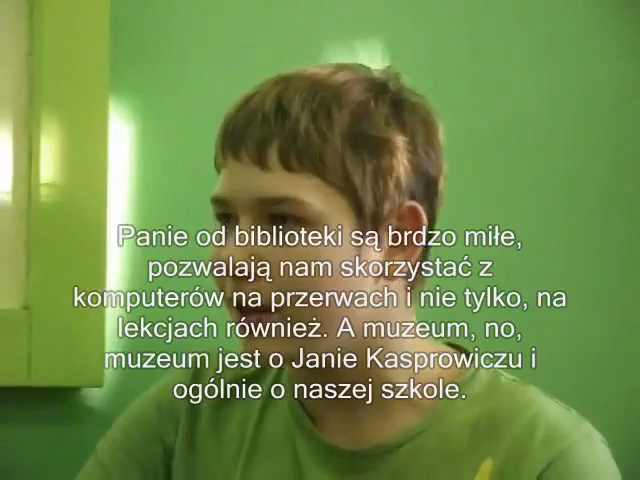 Panie od biblioteki są brdzo miłe,
pozwalają nam skorzystać z
komputerów na przerwach i nie tylko, na
lekcjach również. A muzeum, no,
muzeum jest o Janie Kasprowiczu i
ogólnie o naszej szkole.